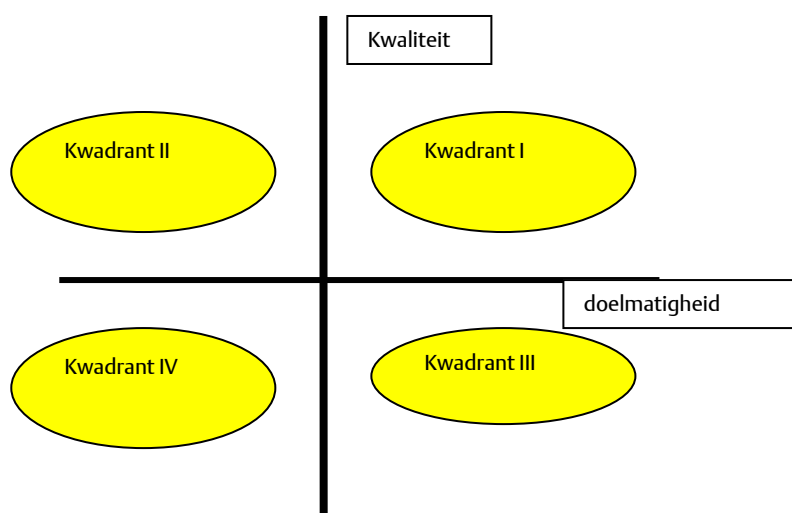 Kwaliteit
Kwadrant II
Kwadrant I
doelmatigheid
Kwadrant IV
Kwadrant III